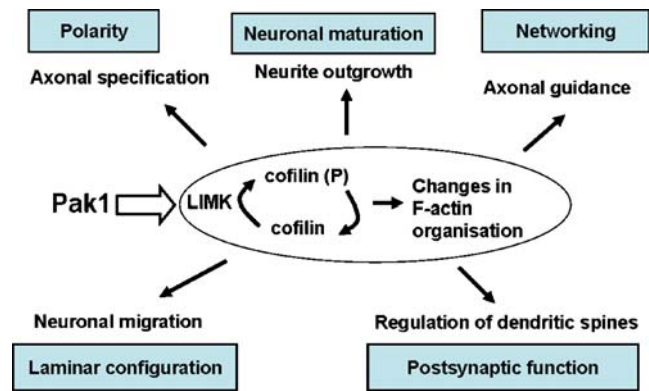 Polarity
Neuronal maturation
Networking
Axonal specification
Neurite outgrowth
Axonal guidance
Pak1
LIMK
cofilin (P)
cofilin
Changes in
F-actin
organisation
Neuronal migration
Regulation of dendritic spines
Laminar configuration
Postsynaptic function